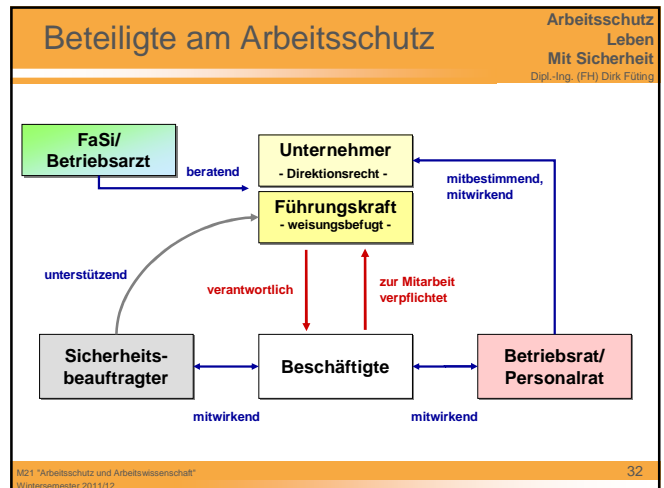 Beteiligte am Arbeitsschutz
Arbeitsschutz
Leben
Mit Sicherheit
Dipl.-Ing. (FH) Dirk Füting
FaSi/
Betriebsarzt
beratend
Unternehmer
- Direktionsrecht -
mitbestimmend,
mitwirkend
Führungskraft
- weisungsbefugt -
unterstützend
verantwortlich
zur Mitarbeit
verpflichtet
Sicherheits-
beauftragter
Beschäftigte
Betriebsrat/
Personalrat
mitwirkend
mitwirkend
M21 "Arbeitsschutz und Arbeitswissenschaft"
Wintersemester 2011/12
32